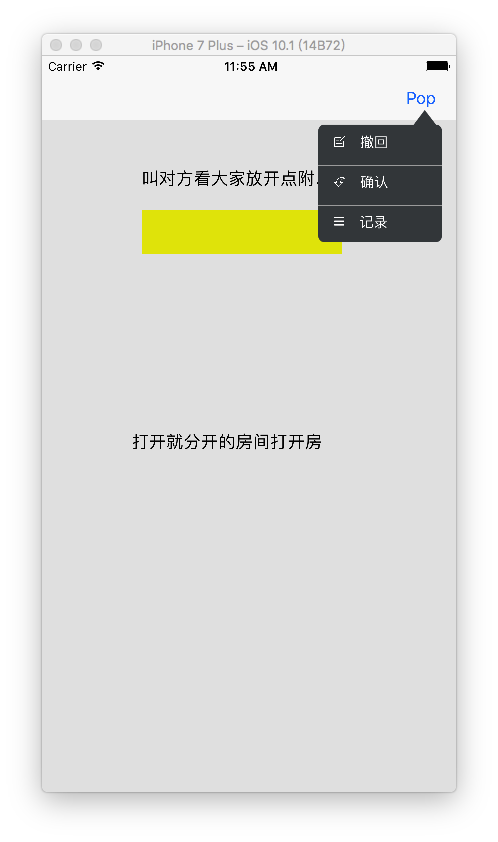 iPhone 7 Plus – iOS 10.1 (14B72)
Carrier 11:55 AM
Pop
撤回
叫对方看大家放开点附
确认
记录
打开就分开的房间打开房